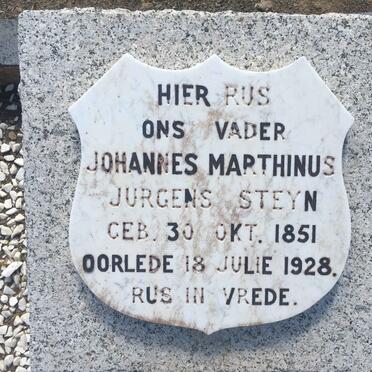 HIER RUS
ONS VADER
JOHANNES MARTHINUS
JURGENS STEYN
GEB. 30 OKT. 1851
OORLEDE 18 JULIE 1928.
RUS IN VREDE.